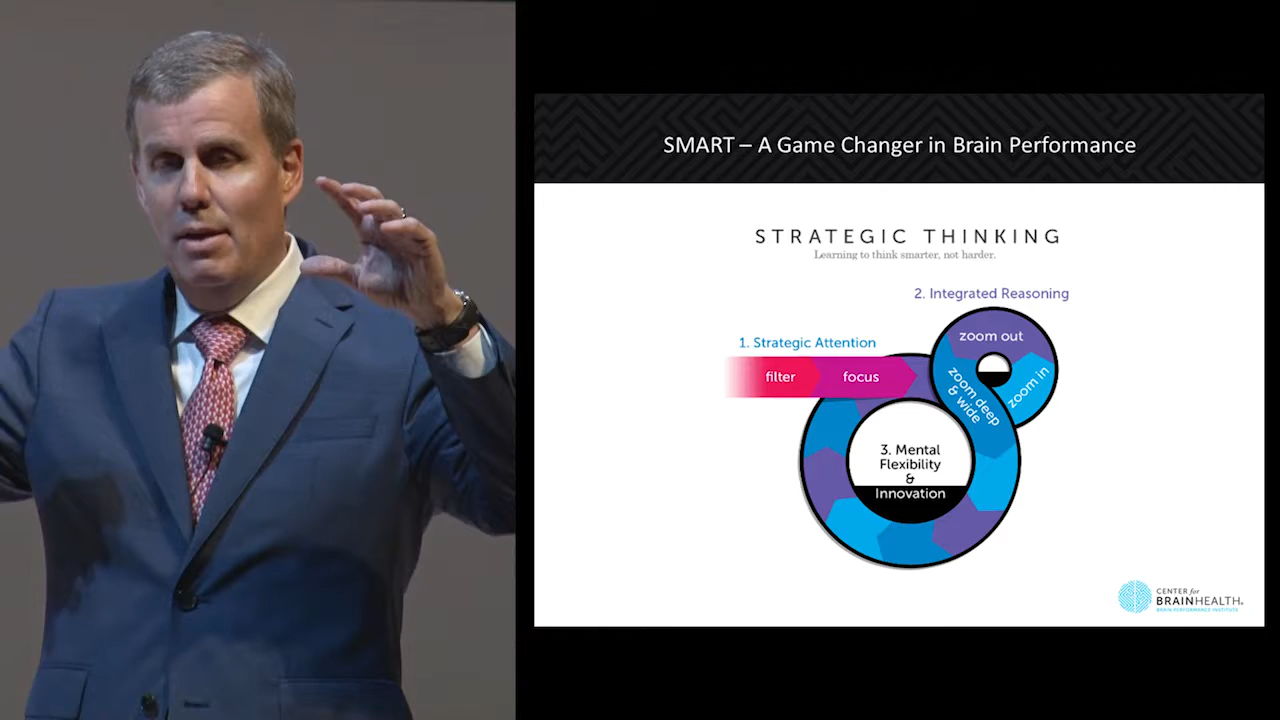 SMART – A Game Changer in Brain Performance
STRATEGIC THINKING
Learning to think smarter, not harder.
2. Integrated Reasoning
1. Strategic Attention
zoom out
filter
focus
zoom in
zoom deep
& wide
3. Mental
Flexibility
&
Innovation
CENTER for
BRAINHEALTH®
BRAIN PERFORMANCE INSTITUTE